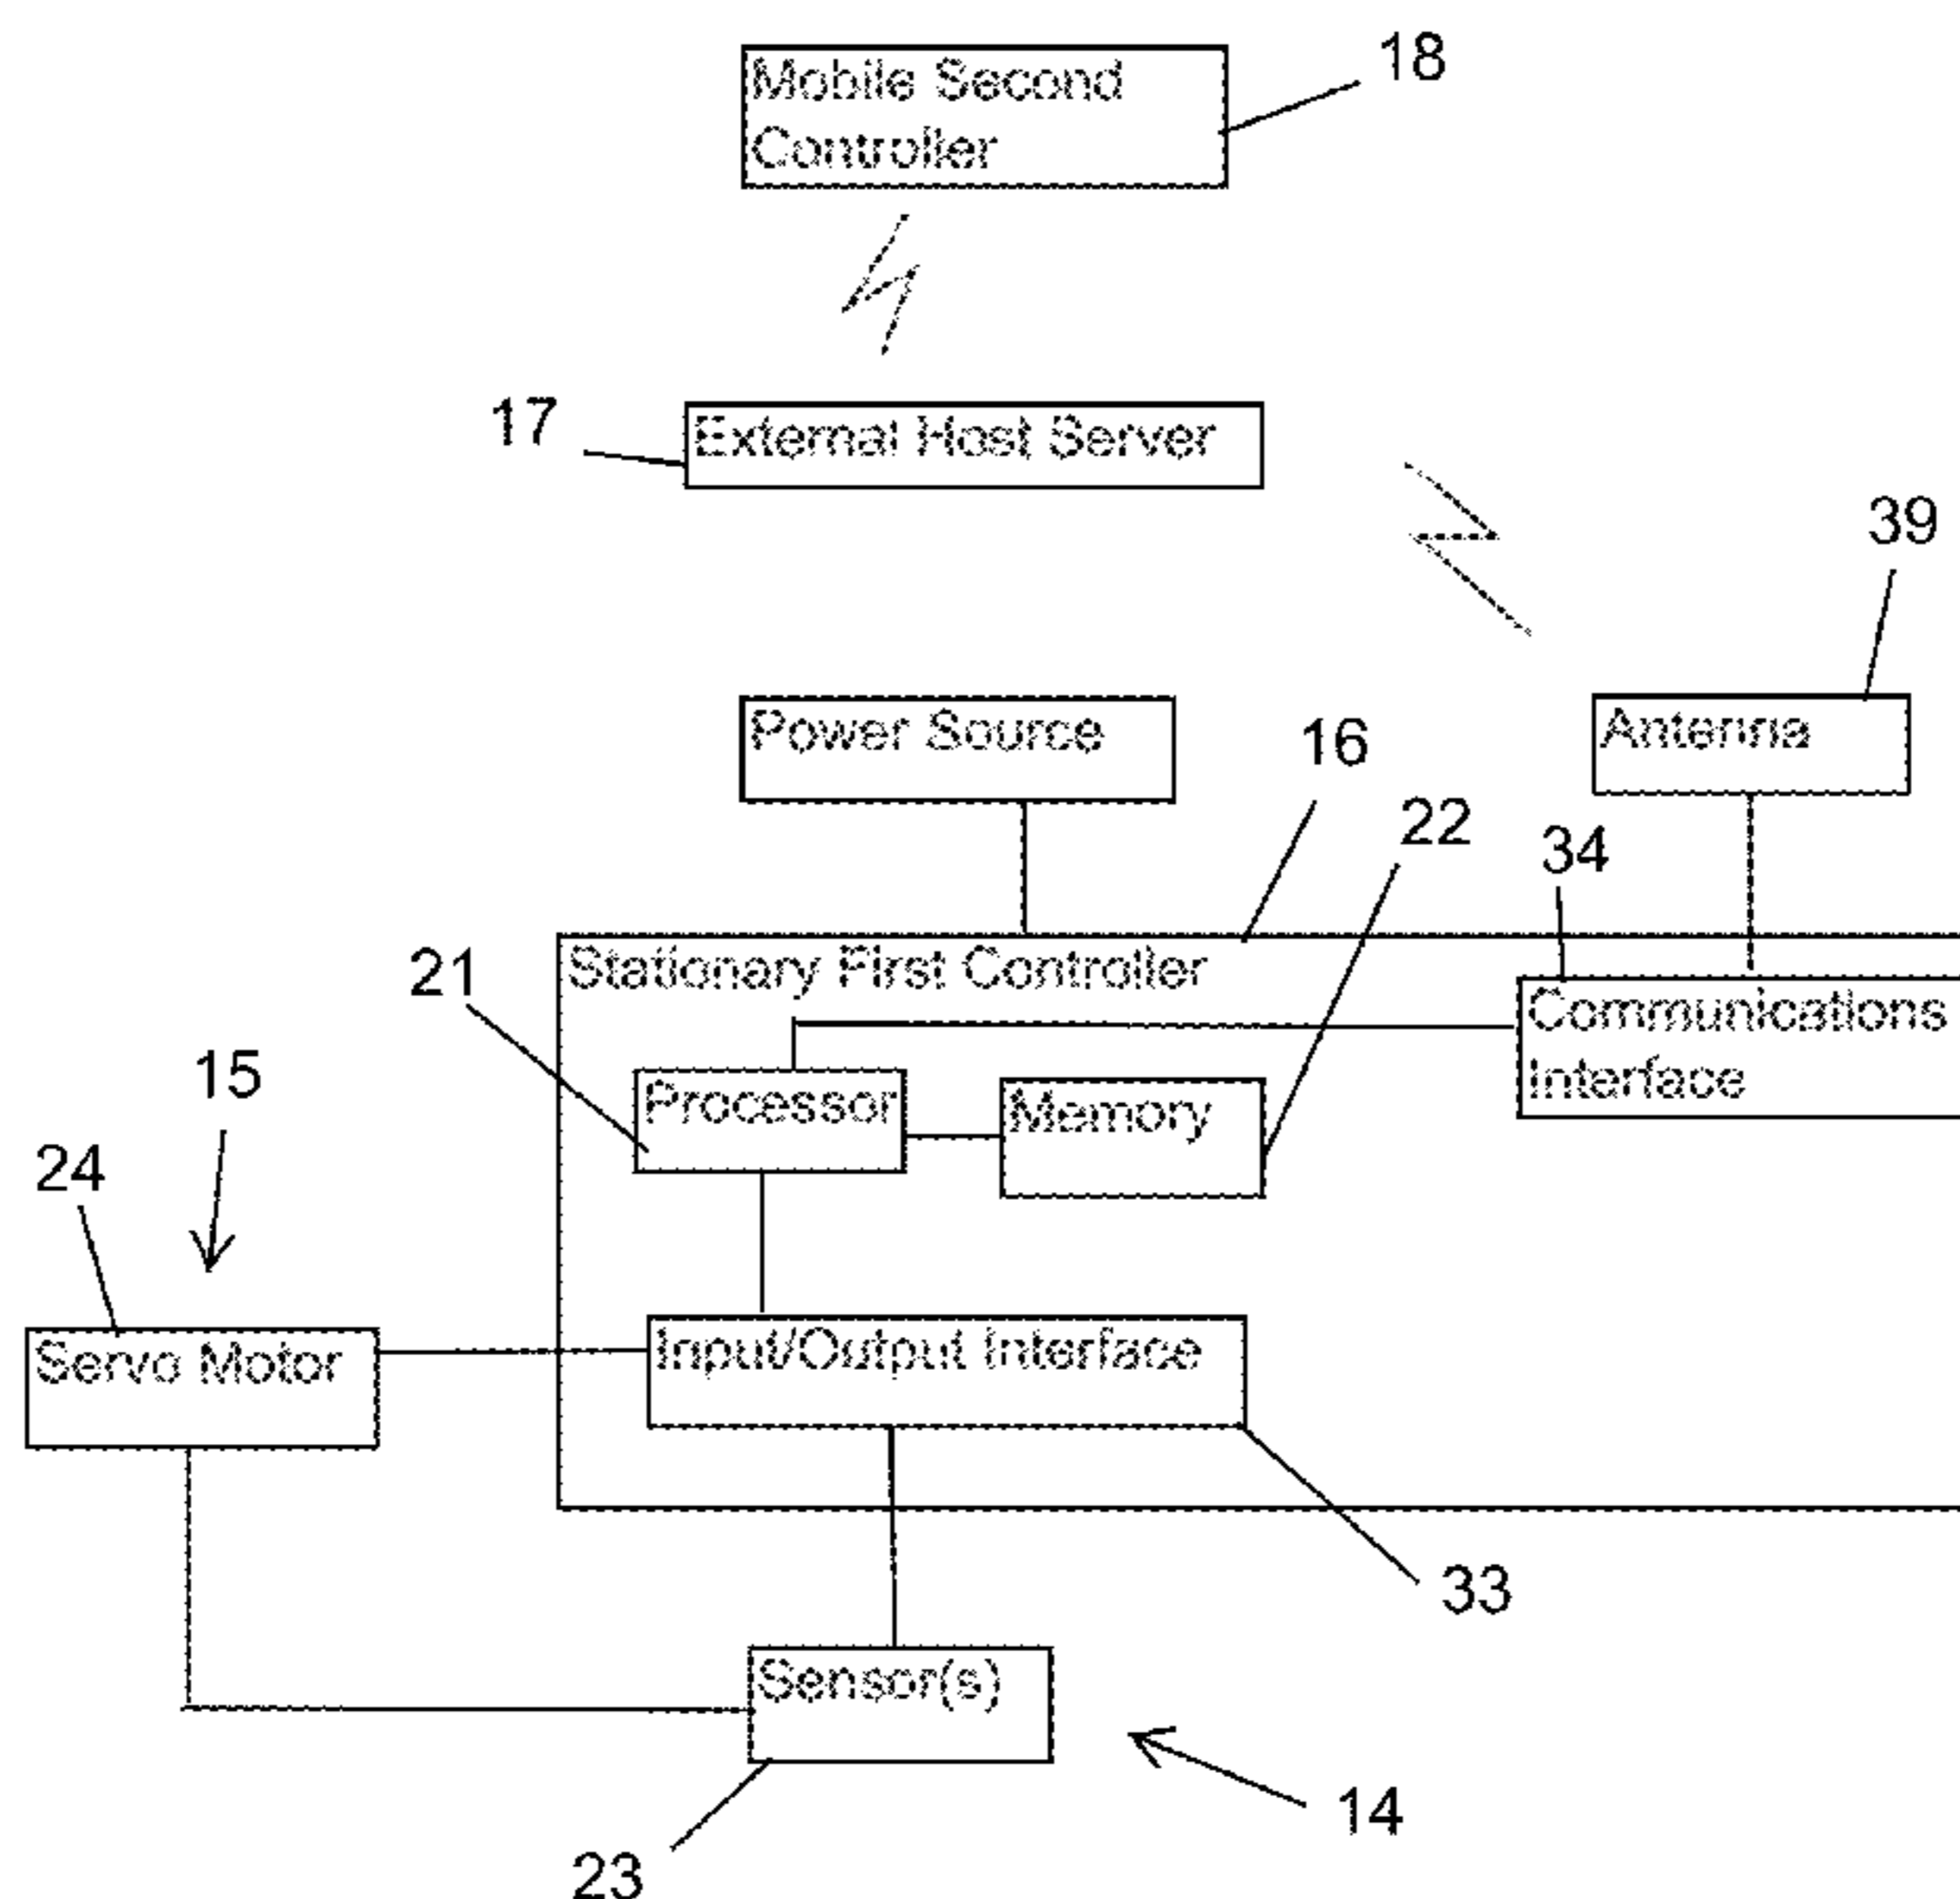 18
Mobile Second
Controller
17
External Host Server
39
Power Source
16
Antenna
22
34
Stationary First Controller
21
Communications
Interface
15
Processor
Memory
24
Input/Output Interface
Servo Motor
33
Sensor(s)
14
23